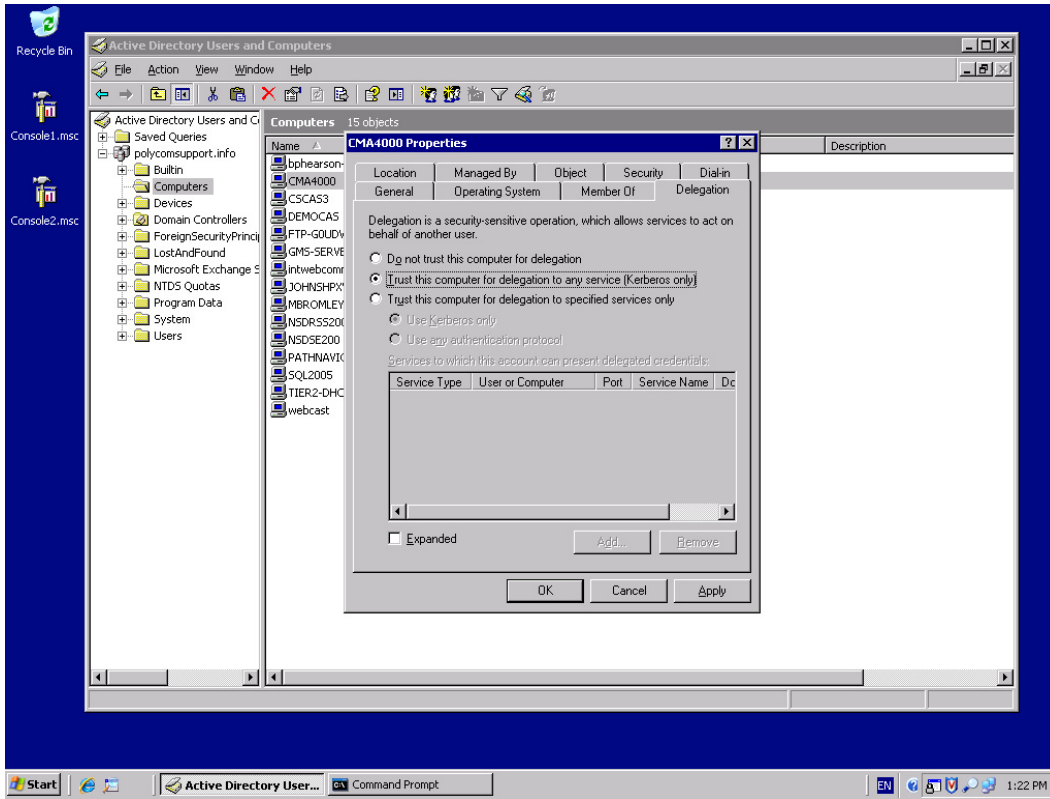 Recycle Bin
Console1.msc
Console2.msc
Active Directory Users and Computers
File Action View Window Help
Active Directory Users and C
Saved Queries
polycomsupport.info
Builtin
Computers
Devices
Domain Controllers
ForeignSecurityPrincip
LostAndFound
Microsoft Exchange S
NTDS Quotas
Program Data
System
Users
Computers 15 objects
Name Description
bphearson-
CMA4000
CSCAS3
DEMOCAS
GMS-SERVE
intwebcomr
MBROMLEY
NSDRSS200
NSDSE200
PATHNAVIG
SQL2005
TIER2-DHC
webcast
CMA4000 Properties
Location Managed By Object Security Dial-in
General Operating System Member Of Delegation
Delegation is a security-sensitive operation, which allows services to act on
behalf of another user.
Do not trust this computer for delegation
Trust this computer for delegation to any service (Kerberos only)
Trust this computer for delegation to specified services only
Use Kerberos only
Use any authentication protocol
Services to which this account can present delegated credentials:
Service Type User or Computer Port Service Name Dc
Expanded
Add... Remove
OK Cancel Apply
Start Active Directory User... Command Prompt EN 1:22 PM